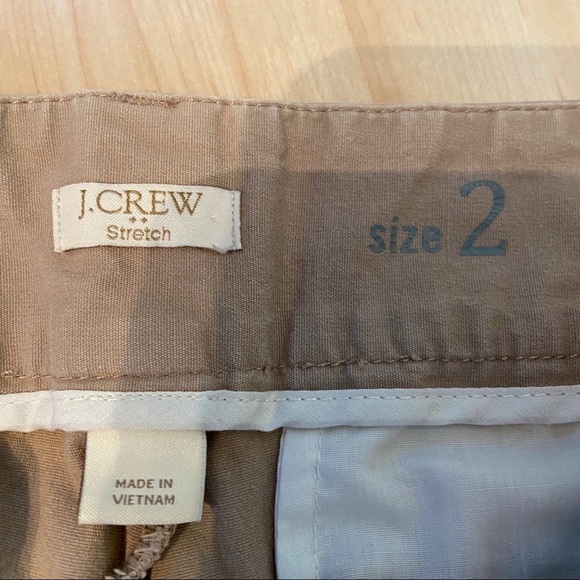 J.CREW
Stretch
size 2
MADE IN
VIETNAM